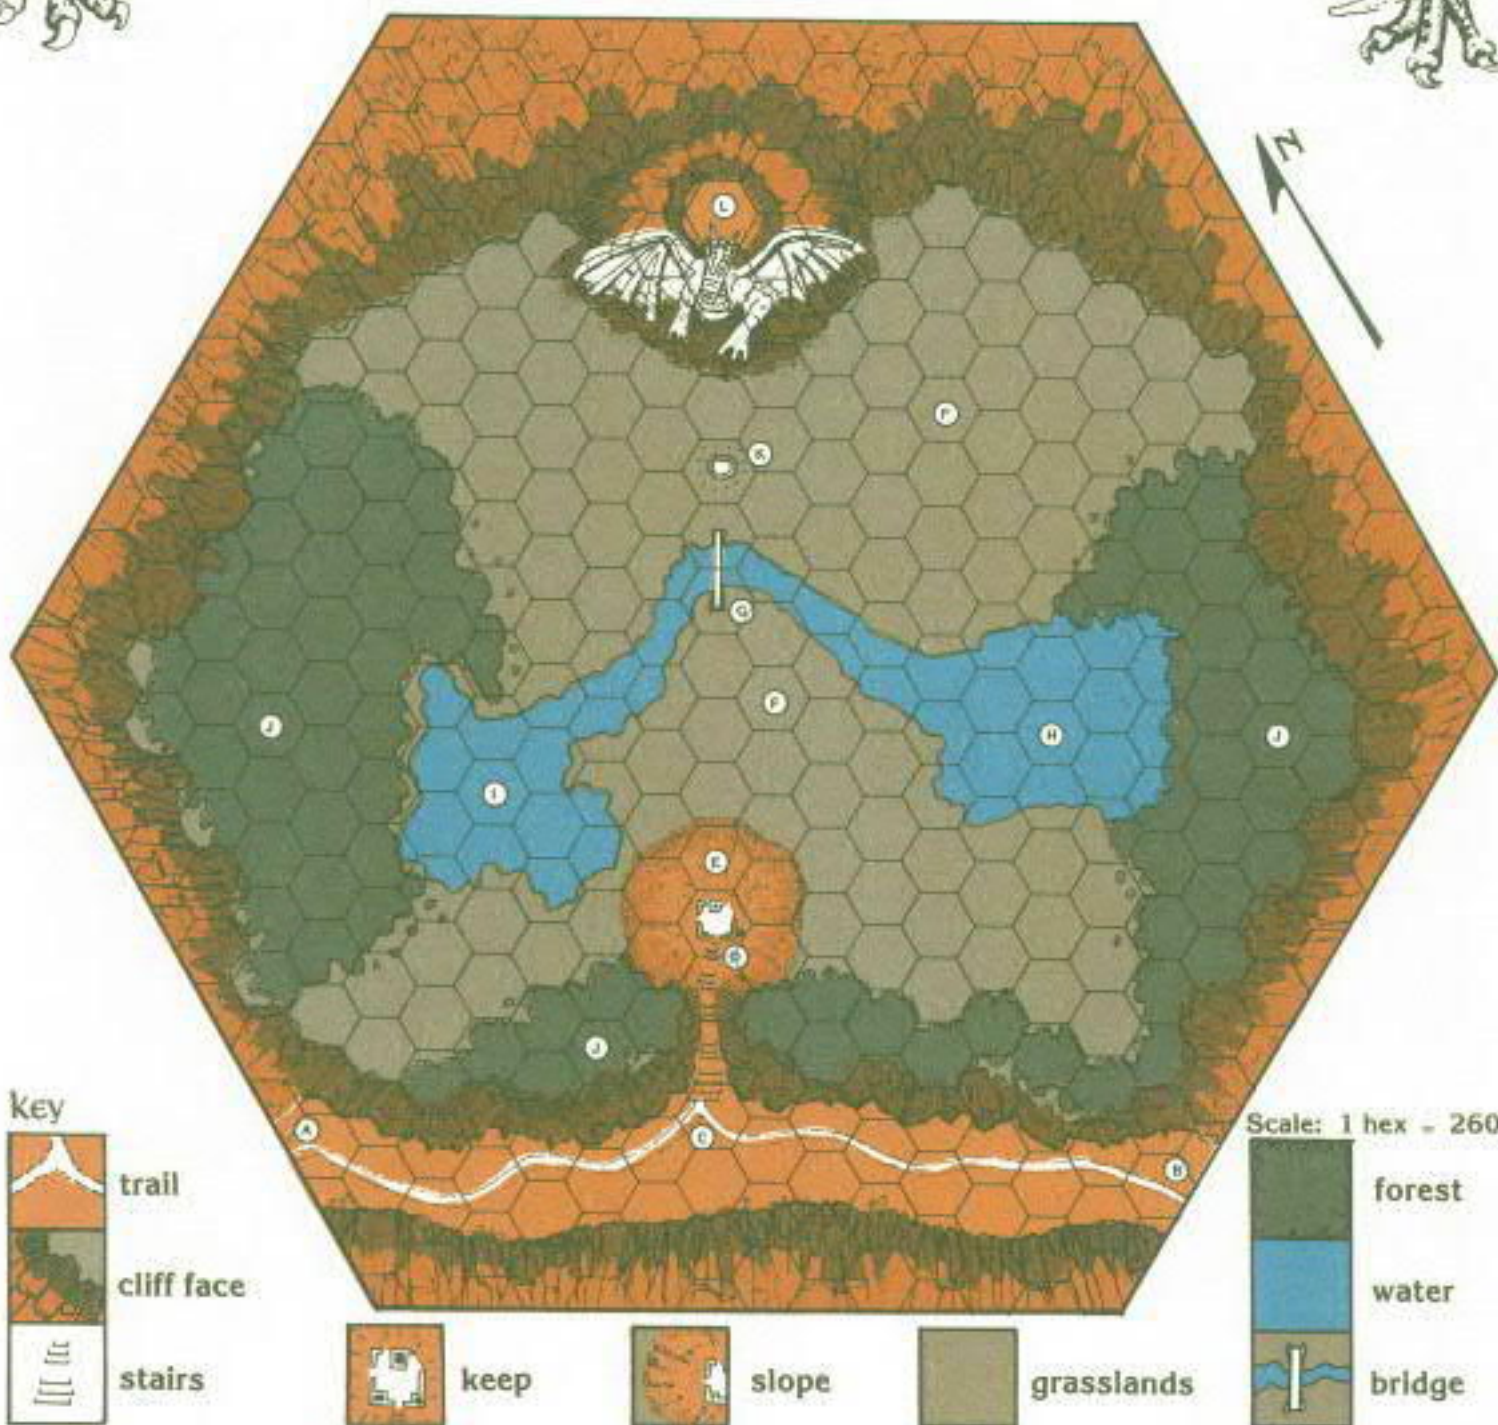 N
L
F
K
G
F
J
H
J
I
E
D
J
A
C
B
key
trail
cliff face
stairs
keep
slope
grasslands
Scale: 1 hex = 260
forest
water
bridge